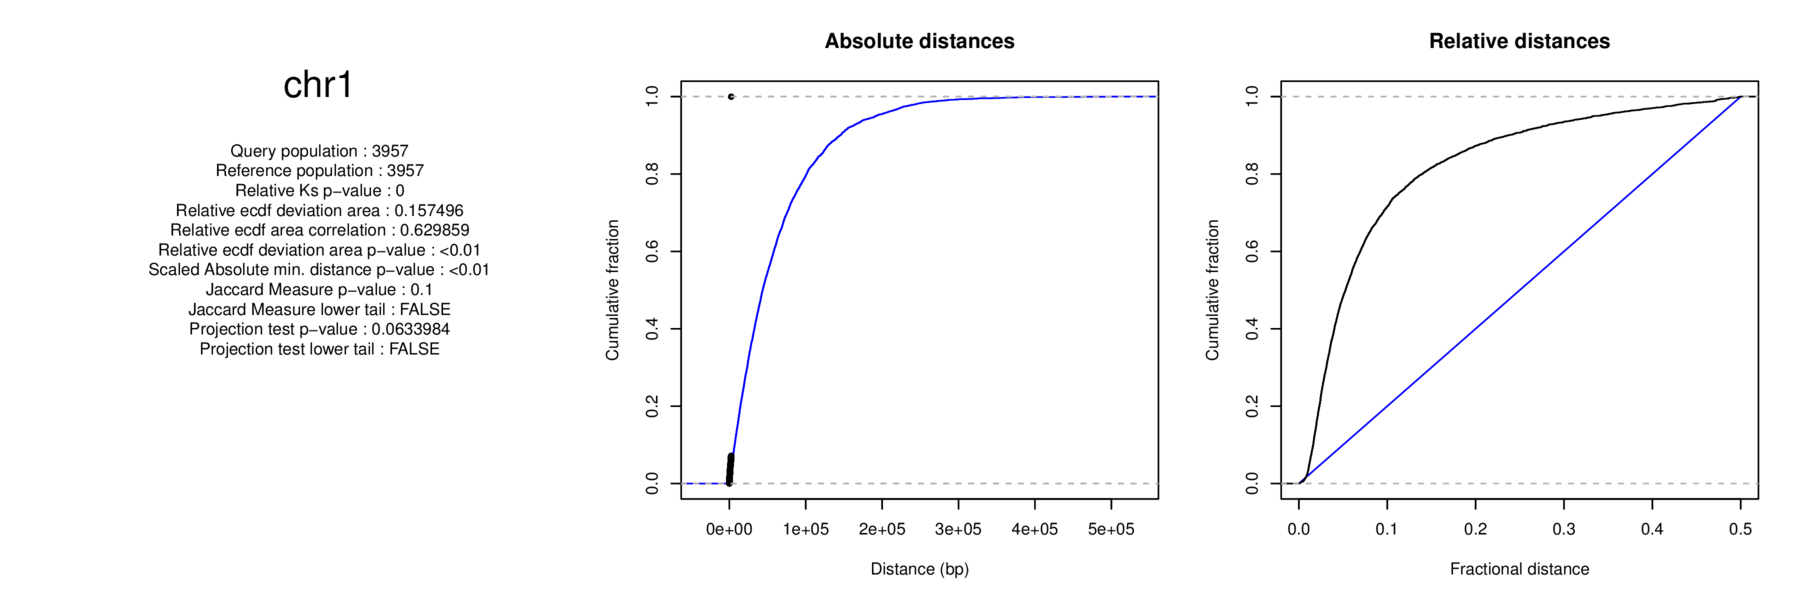 chr1
Query population : 3957
Reference population : 3957
Relative Ks p−value : 0
Relative ecdf deviation area : 0.157496
Relative ecdf area correlation : 0.629859
Relative ecdf deviation area p−value : <0.01
Scaled Absolute min. distance p−value : <0.01
Jaccard Measure p−value : 0.1
Jaccard Measure lower tail : FALSE
Projection test p−value : 0.0633984
Projection test lower tail : FALSE
Absolute distances
Cumulative fraction
1.0
0.8
0.6
0.4
0.2
0.0
0e+00 1e+05 2e+05 3e+05 4e+05 5e+05
Distance (bp)
Relative distances
Cumulative fraction
1.0
0.8
0.6
0.4
0.2
0.0
0.0 0.1 0.2 0.3 0.4 0.5
Fractional distance